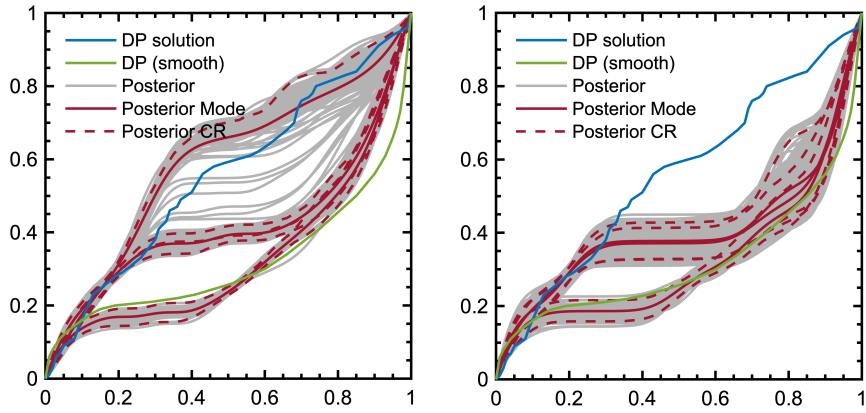 1
DP solution
DP (smooth)
0.8
Posterior
Posterior Mode
Posterior CR
0.6
0.4
0.2
0
0 0.2 0.4 0.6 0.8 1
1
DP solution
DP (smooth)
0.8
Posterior
Posterior Mode
Posterior CR
0.6
0.4
0.2
0
0 0.2 0.4 0.6 0.8 1